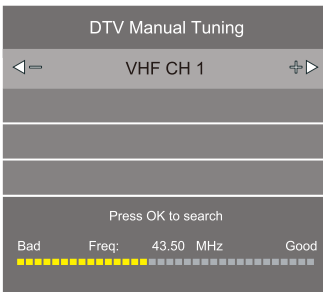 DTV Manual Tuning
− VHF CH 1 +
Press OK to search
Bad Freq: 43.50 MHz Good